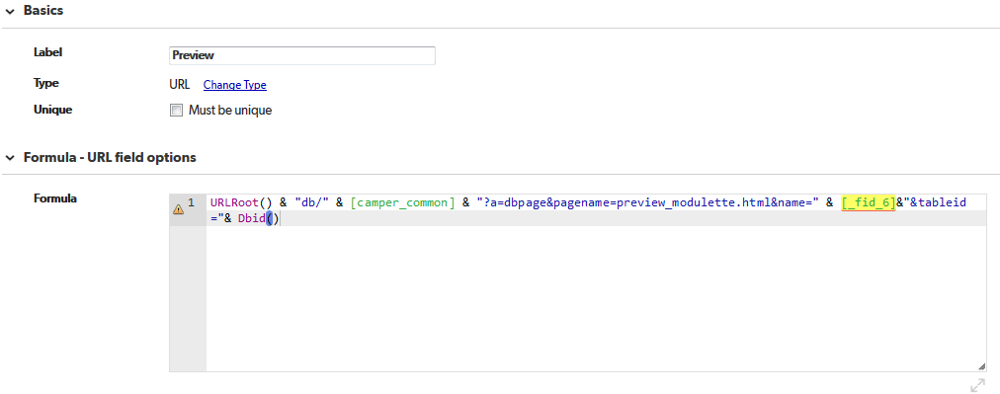 Basics
Label
Preview
Type
URL Change Type
Unique
Must be unique
Formula - URL field options
Formula
1 URLRoot() & "db/" & [camper_common] & "?a=dbpage&pagename=preview_modulette.html&name=" & [_fid_6]&"&tableid
="& Dbid()